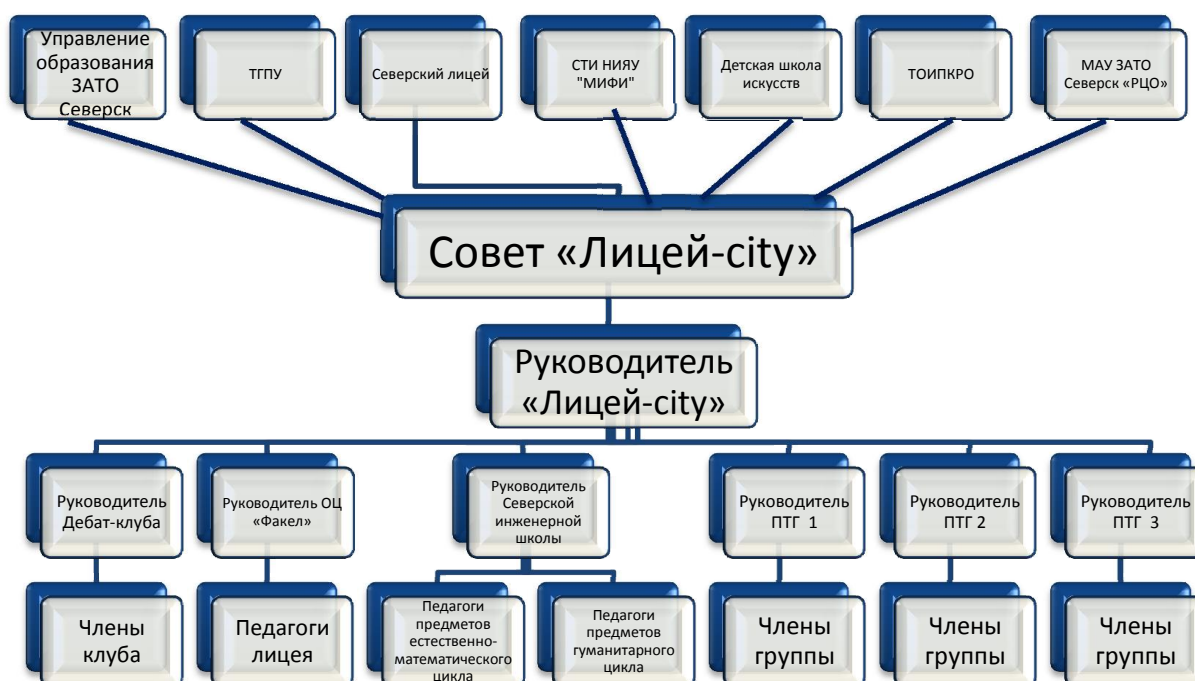 Управление
образования
ЗАТО
Северск
ТГПУ
Северский лицей
СТИ НИЯУ
"МИФИ"
Детская школа
искусств
ТОИПКРО
МАУ ЗАТО
Северск «РЦО»
Совет «Лицей-city»
Руководитель
«Лицей-city»
Руководитель
Дебат-клуба
Руководитель ОЦ
«Факел»
Руководитель
Северской
инженерной
школы
Руководитель
ПТГ 1
Руководитель
ПТГ 2
Руководитель
ПТГ 3
Члены
клуба
Педагоги
лицея
Педагоги
предметов
естественно-
математического
цикла
Педагоги
предметов
гуманитарного
цикла
Члены
группы
Члены
группы
Члены
группы